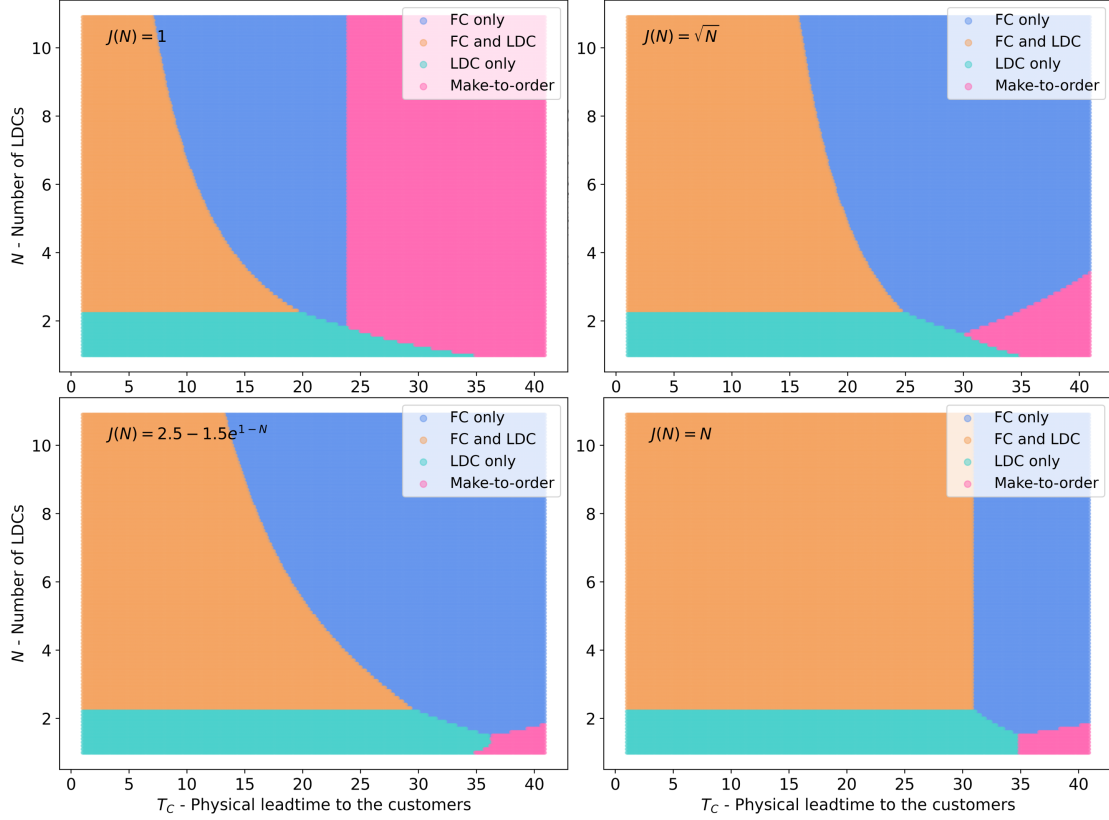 J(N) = 1
FC only
FC and LDC
LDC only
Make-to-order
N - Number of LDCs
10
8
6
4
2
0 5 10 15 20 25 30 35 40
J(N) = √N
FC only
FC and LDC
LDC only
Make-to-order
10
8
6
4
2
0 5 10 15 20 25 30 35 40
J(N) = 2.5 − 1.5e^{1−N}
FC only
FC and LDC
LDC only
Make-to-order
N - Number of LDCs
10
8
6
4
2
0 5 10 15 20 25 30 35 40
T_C - Physical leadtime to the customers
J(N) = N
FC only
FC and LDC
LDC only
Make-to-order
10
8
6
4
2
0 5 10 15 20 25 30 35 40
T_C - Physical leadtime to the customers